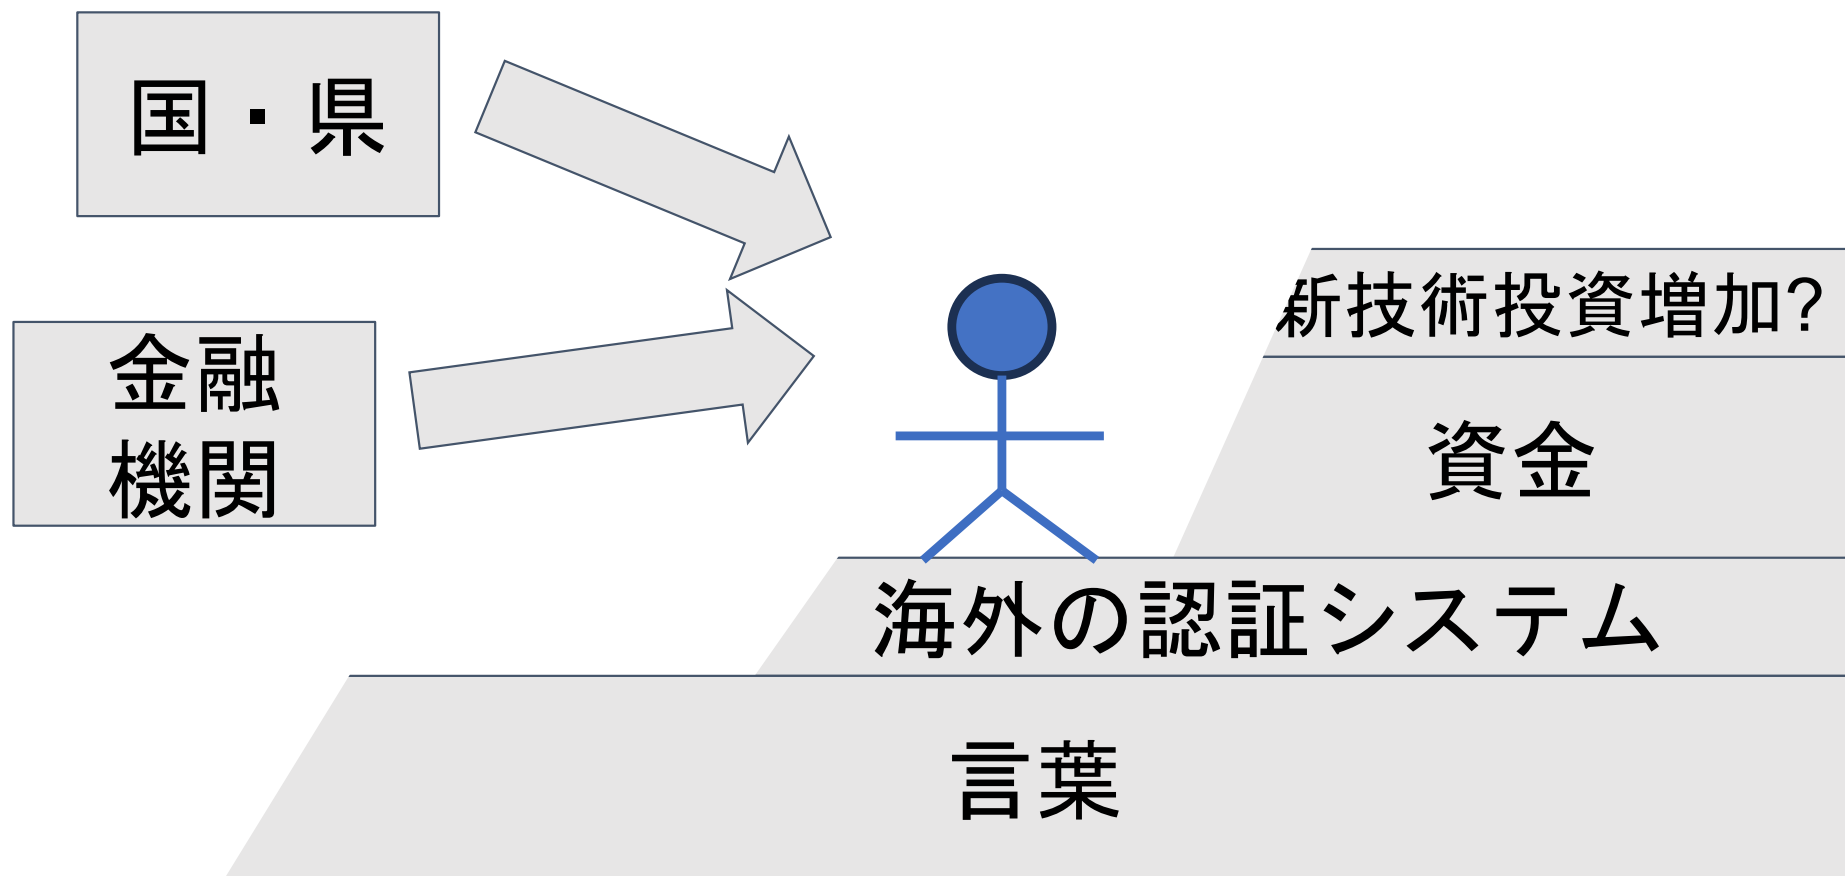 国・県
金融
機関
新技術投資増加?
資金
海外の認証システム
言葉